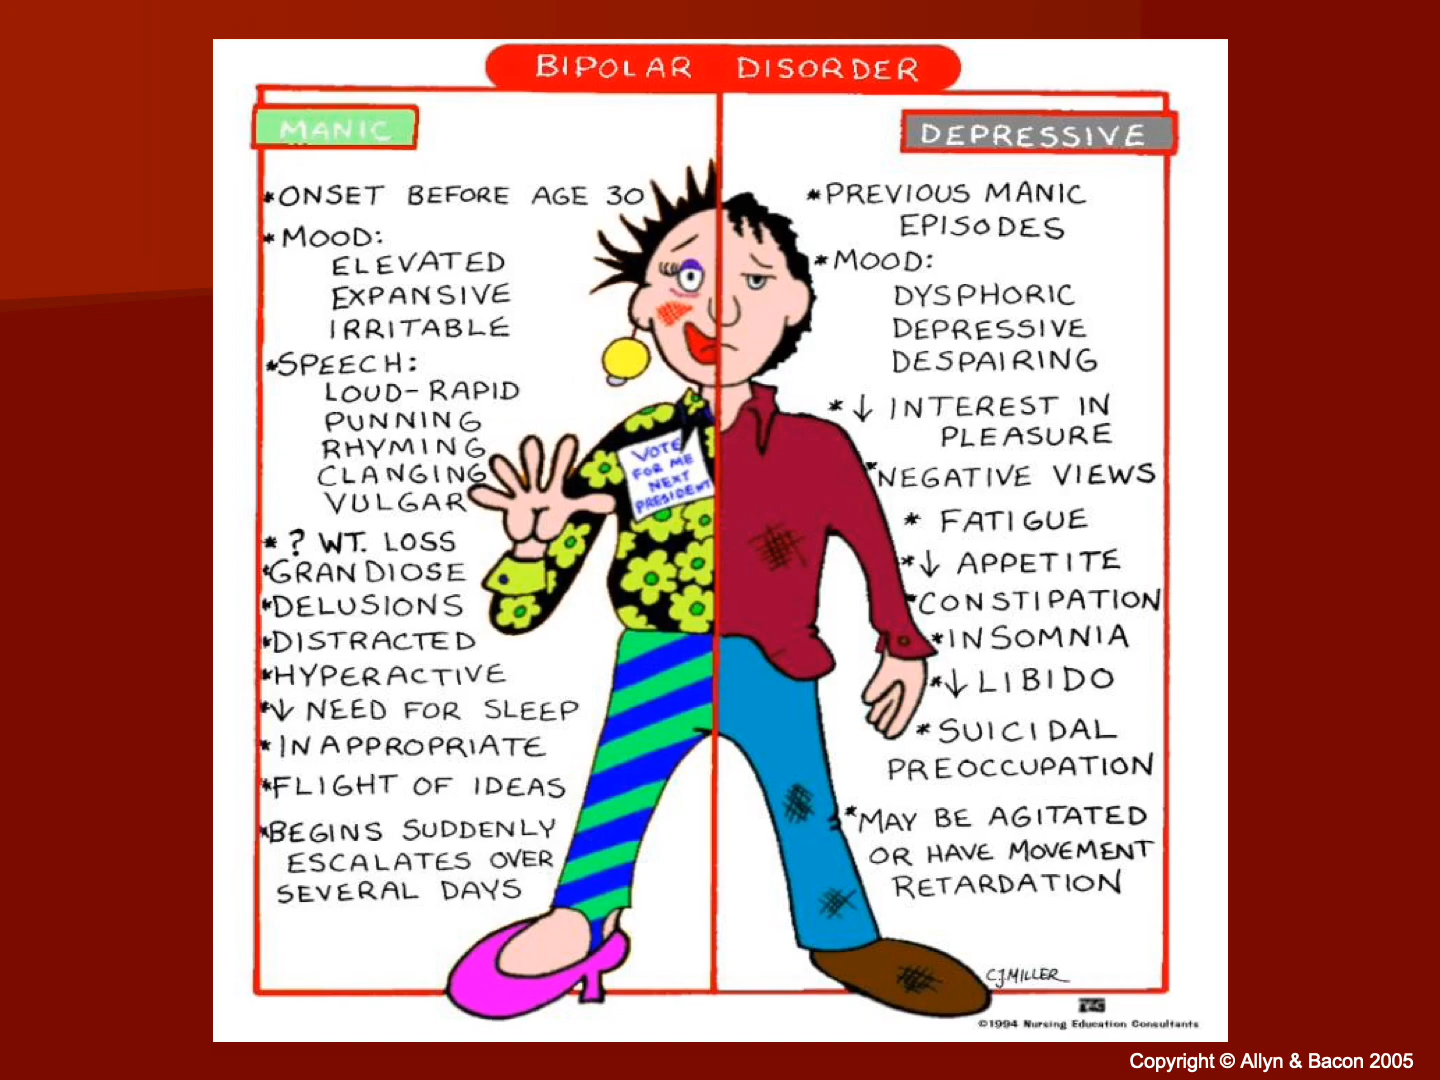 BIPOLAR DISORDER
MANIC
*ONSET BEFORE AGE 30
*MOOD:
ELEVATED
EXPANSIVE
IRRITABLE
*SPEECH:
LOUD-RAPID
PUNNING
RHYMING
CLANGING
VULGAR
*? WT. LOSS
*GRANDIOSE
*DELUSIONS
*DISTRACTED
*HYPERACTIVE
*↓ NEED FOR SLEEP
*INAPPROPRIATE
*FLIGHT OF IDEAS
*BEGINS SUDDENLY
ESCALATES OVER
SEVERAL DAYS
VOTE
FOR ME
NEXT
PRESIDENT
DEPRESSIVE
*PREVIOUS MANIC
EPISODES
*MOOD:
DYSPHORIC
DEPRESSIVE
DESPAIRING
*↓ INTEREST IN
PLEASURE
*NEGATIVE VIEWS
* FATIGUE
*↓ APPETITE
*CONSTIPATION
*INSOMNIA
*↓ LIBIDO
*SUICIDAL
PREOCCUPATION
*MAY BE AGITATED
OR HAVE MOVEMENT
RETARDATION
CJMILLER
©1994 Nursing Education Consultants
Copyright © Allyn & Bacon 2005